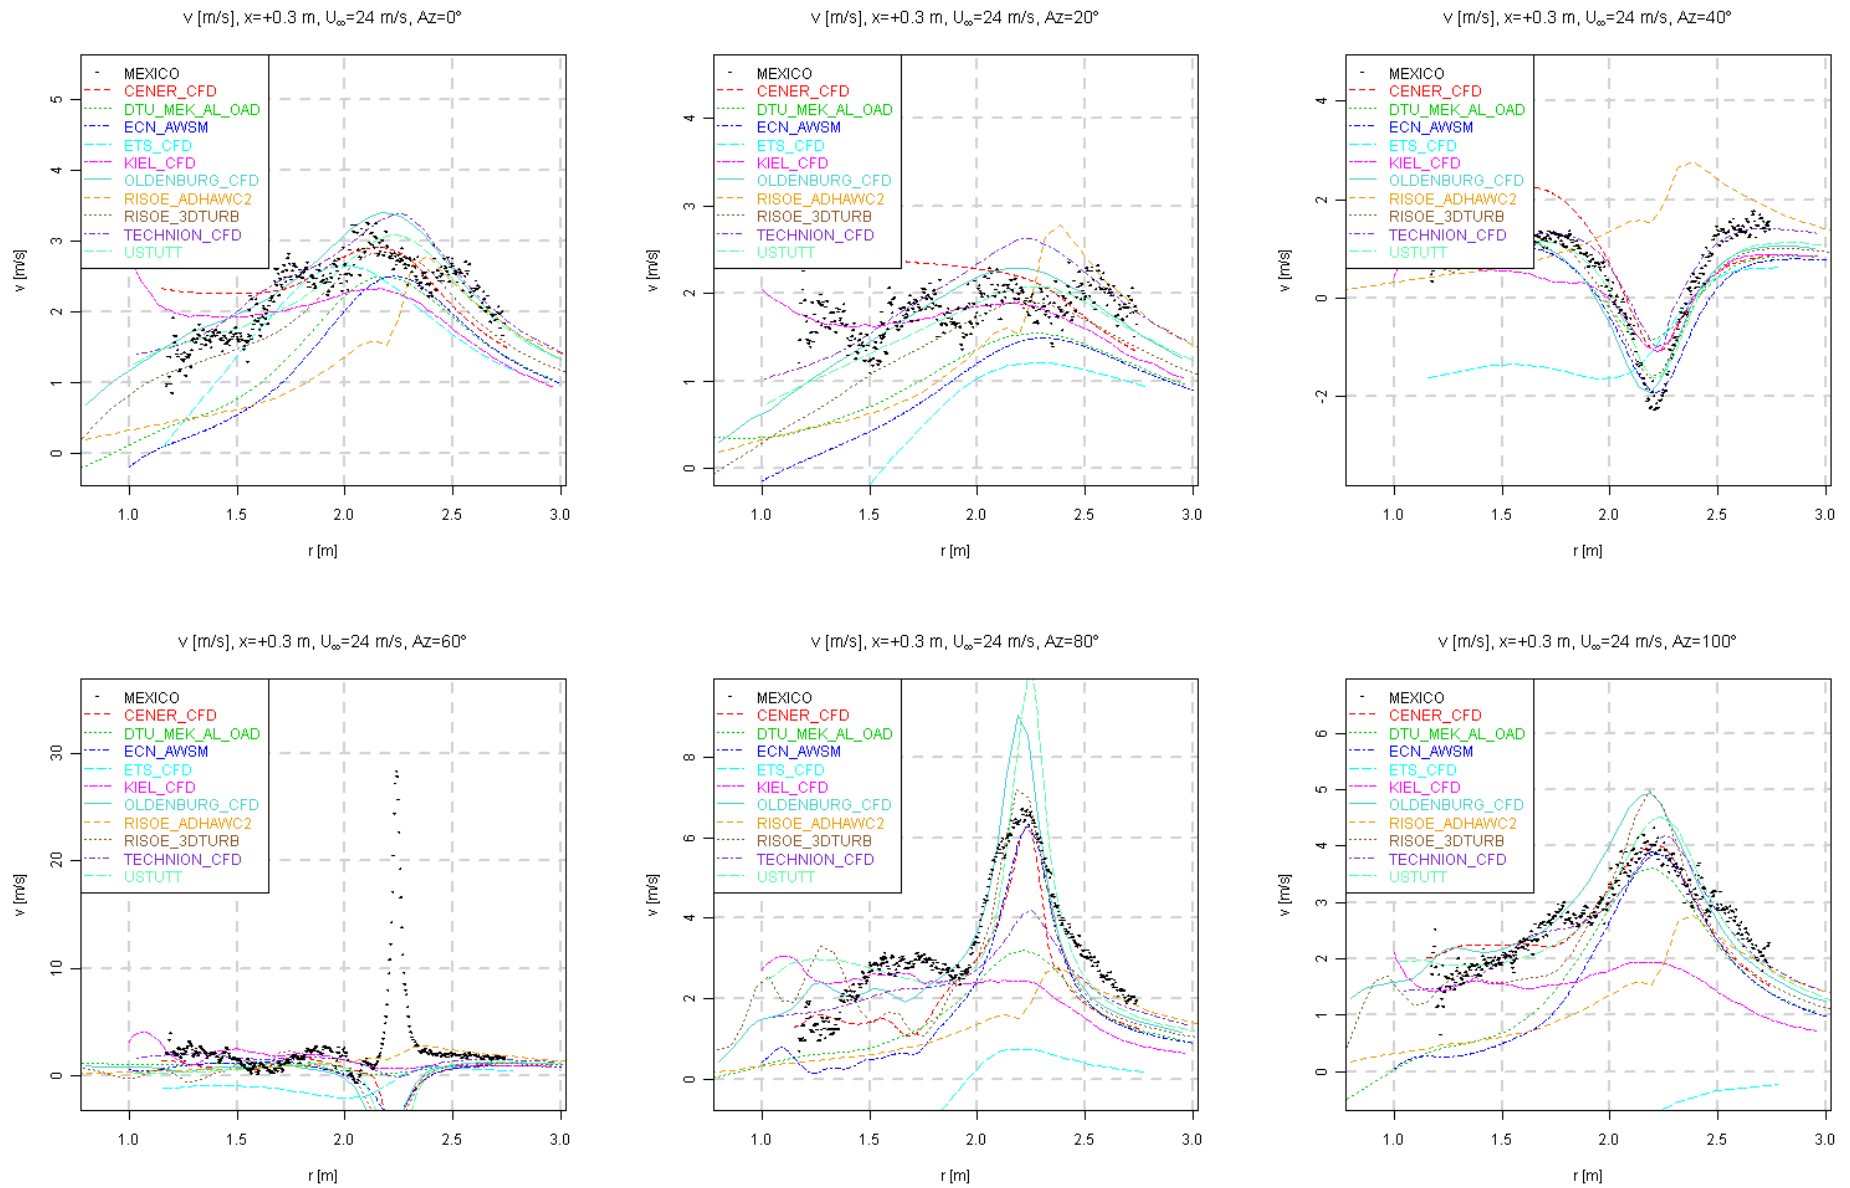 v [m/s], x=+0.3 m, U∞=24 m/s, Az=0°
MEXICO
CENER_CFD
DTU_MEK_AL_OAD
ECN_AWSM
ETS_CFD
KIEL_CFD
OLDENBURG_CFD
RISOE_ADHAWC2
RISOE_3DTURB
TECHNION_CFD
USTUTT
v [m/s]
0
1
2
3
4
5
1.0 1.5 2.0 2.5 3.0
r [m]
v [m/s], x=+0.3 m, U∞=24 m/s, Az=20°
MEXICO
CENER_CFD
DTU_MEK_AL_OAD
ECN_AWSM
ETS_CFD
KIEL_CFD
OLDENBURG_CFD
RISOE_ADHAWC2
RISOE_3DTURB
TECHNION_CFD
USTUTT
v [m/s]
0
1
2
3
4
1.0 1.5 2.0 2.5 3.0
r [m]
v [m/s], x=+0.3 m, U∞=24 m/s, Az=40°
MEXICO
CENER_CFD
DTU_MEK_AL_OAD
ECN_AWSM
ETS_CFD
KIEL_CFD
OLDENBURG_CFD
RISOE_ADHAWC2
RISOE_3DTURB
TECHNION_CFD
USTUTT
v [m/s]
-2
0
2
4
1.0 1.5 2.0 2.5 3.0
r [m]
v [m/s], x=+0.3 m, U∞=24 m/s, Az=60°
MEXICO
CENER_CFD
DTU_MEK_AL_OAD
ECN_AWSM
ETS_CFD
KIEL_CFD
OLDENBURG_CFD
RISOE_ADHAWC2
RISOE_3DTURB
TECHNION_CFD
USTUTT
v [m/s]
0
10
20
30
1.0 1.5 2.0 2.5 3.0
r [m]
v [m/s], x=+0.3 m, U∞=24 m/s, Az=80°
MEXICO
CENER_CFD
DTU_MEK_AL_OAD
ECN_AWSM
ETS_CFD
KIEL_CFD
OLDENBURG_CFD
RISOE_ADHAWC2
RISOE_3DTURB
TECHNION_CFD
USTUTT
v [m/s]
0
2
4
6
8
1.0 1.5 2.0 2.5 3.0
r [m]
v [m/s], x=+0.3 m, U∞=24 m/s, Az=100°
MEXICO
CENER_CFD
DTU_MEK_AL_OAD
ECN_AWSM
ETS_CFD
KIEL_CFD
OLDENBURG_CFD
RISOE_ADHAWC2
RISOE_3DTURB
TECHNION_CFD
USTUTT
v [m/s]
0
1
2
3
4
5
6
1.0 1.5 2.0 2.5 3.0
r [m]